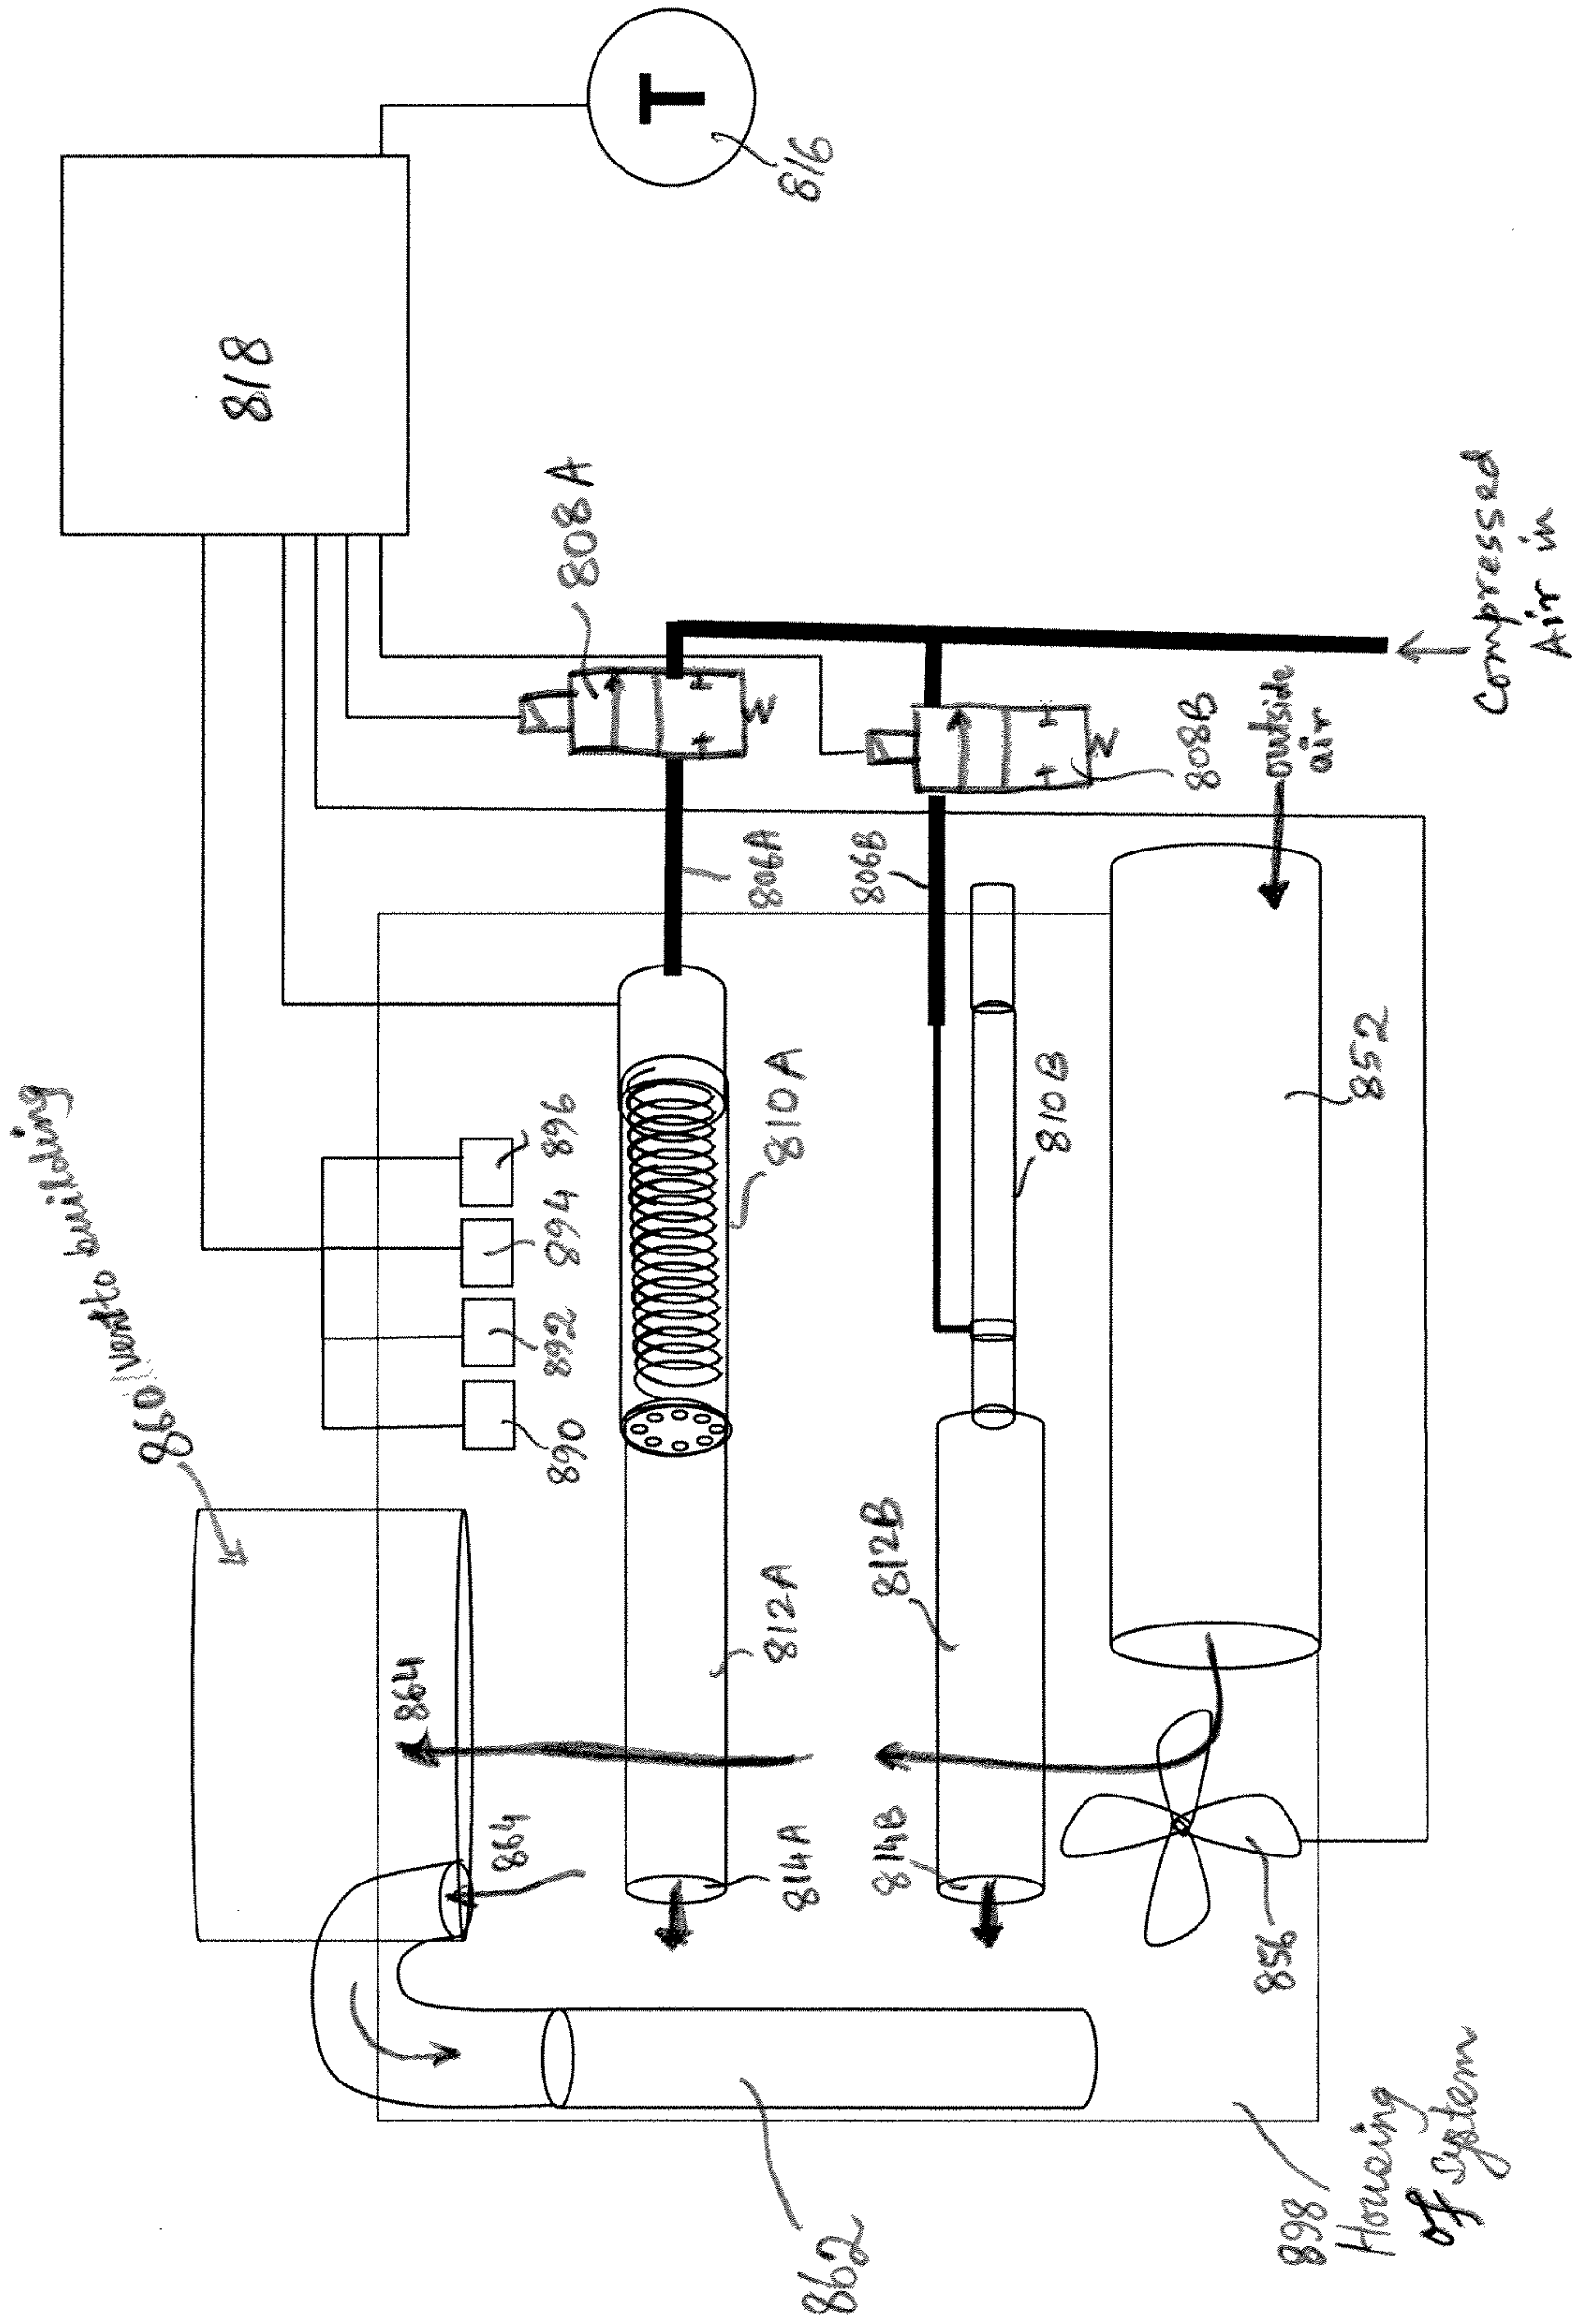 860 vent to building
818
864
864
890
892
894
896
808A
T
816
862
814A
812A
810A
806A
814B
812B
806B
810B
808B
outside
air
856
852
898
Housing
of system
Compressed
Air in